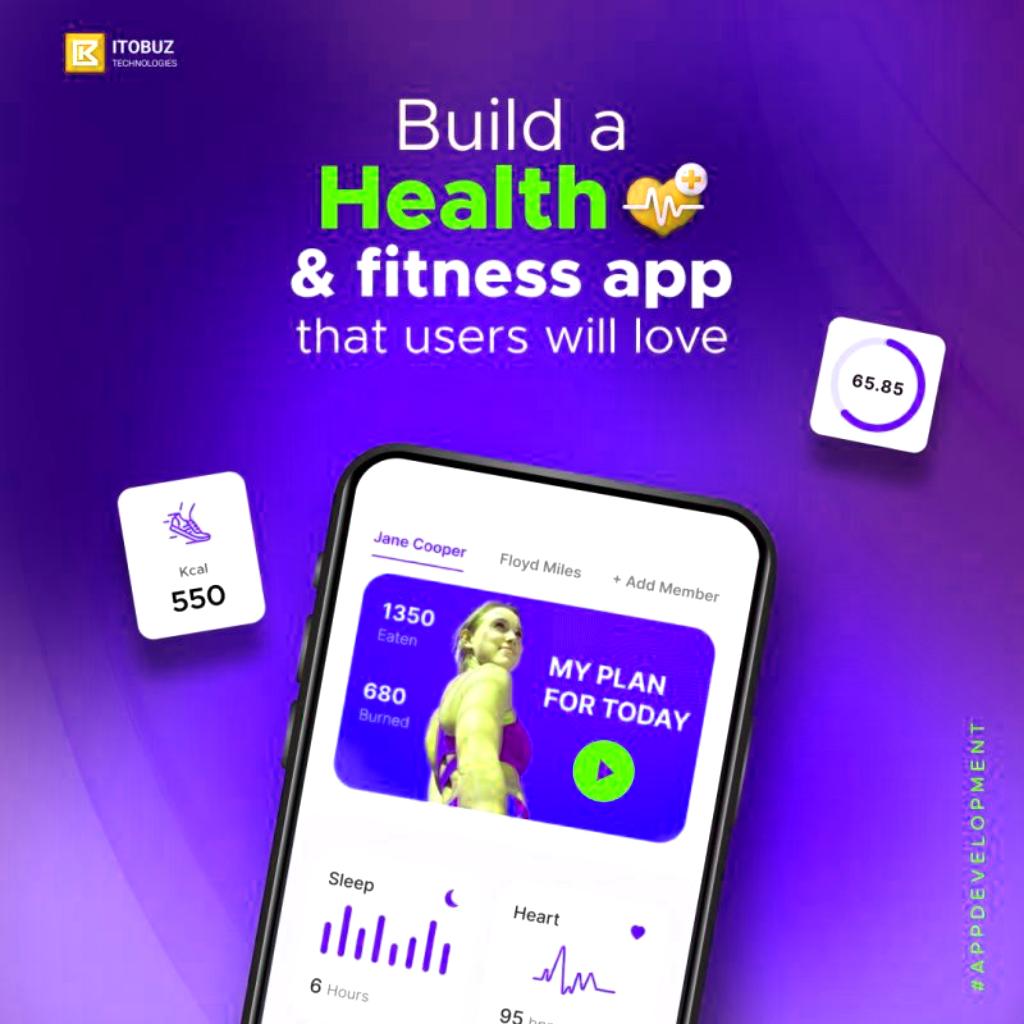 ITOBUZ
TECHNOLOGIES
Build a
Health
& fitness app
that users will love
65.85
Kcal
550
Jane Cooper
Floyd Miles
+ Add Member
1350
Eaten
680
Burned
MY PLAN
FOR TODAY
Sleep
6 Hours
Heart
95
#APPDEVELOPMENT